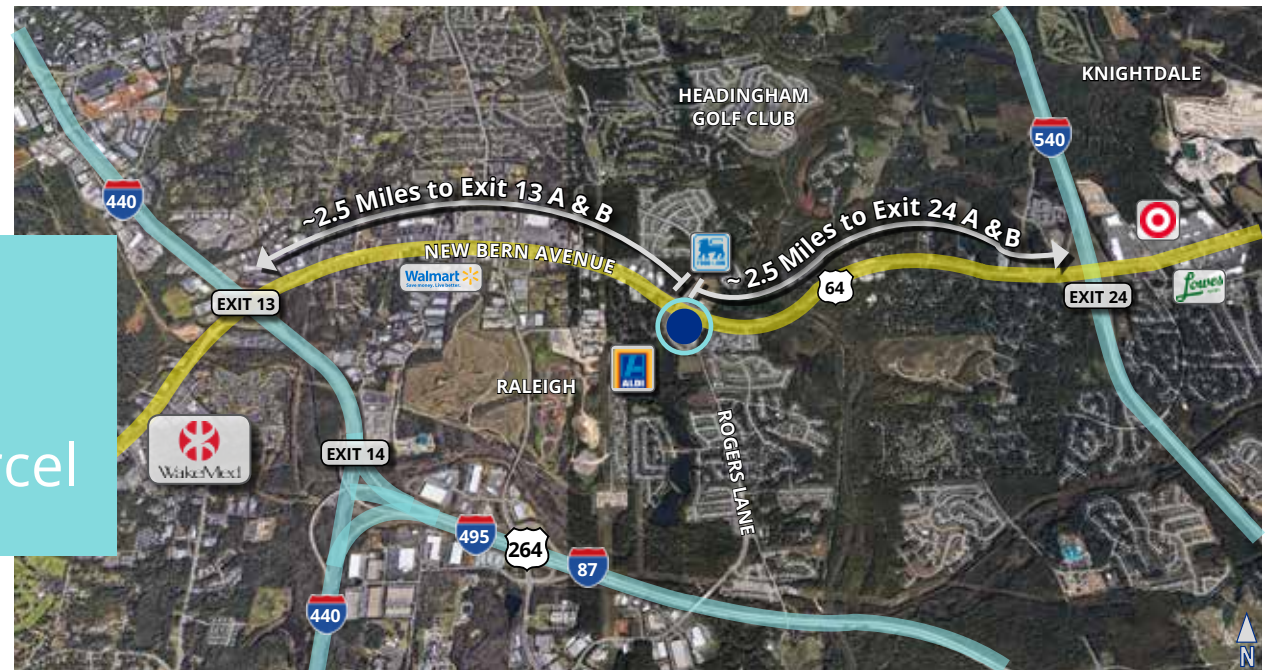 KNIGHTDALE
HEADINGHAM
GOLF CLUB
540
440
~2.5 Miles to Exit 13 A & B
~ 2.5 Miles to Exit 24 A & B
NEW BERN AVENUE
Walmart
Save money. Live better.
64
EXIT 13
EXIT 24
Lowes
ALDI
RALEIGH
ROGERS LANE
WakeMed
EXIT 14
rcel
495
264
87
440
N